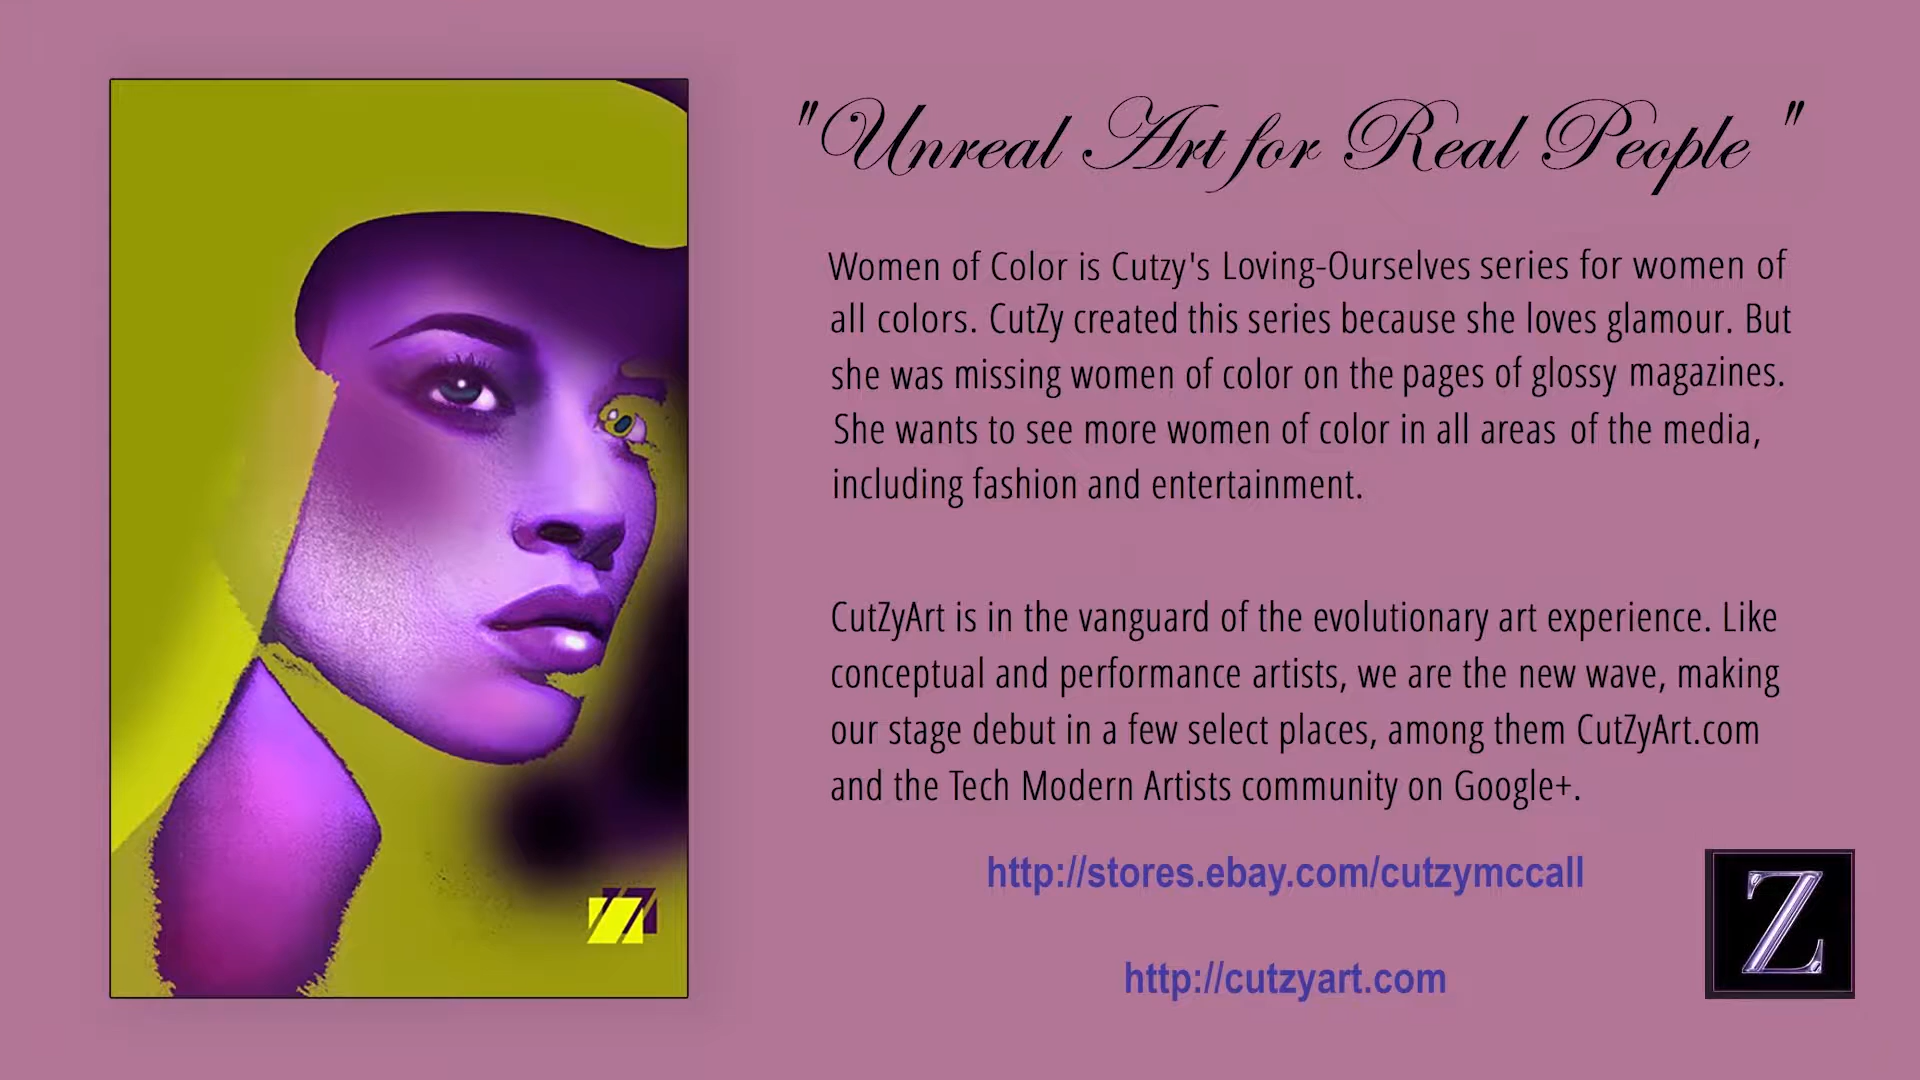 "Unreal Art for Real People "
Women of Color is Cutzy's Loving-Ourselves series for women of
all colors. CutZy created this series because she loves glamour. But
she was missing women of color on the pages of glossy magazines.
She wants to see more women of color in all areas of the media,
including fashion and entertainment.
CutZyArt is in the vanguard of the evolutionary art experience. Like
conceptual and performance artists, we are the new wave, making
our stage debut in a few select places, among them CutZyArt.com
and the Tech Modern Artists community on Google+.
http://stores.ebay.com/cutzymccall
http://cutzyart.com
Z